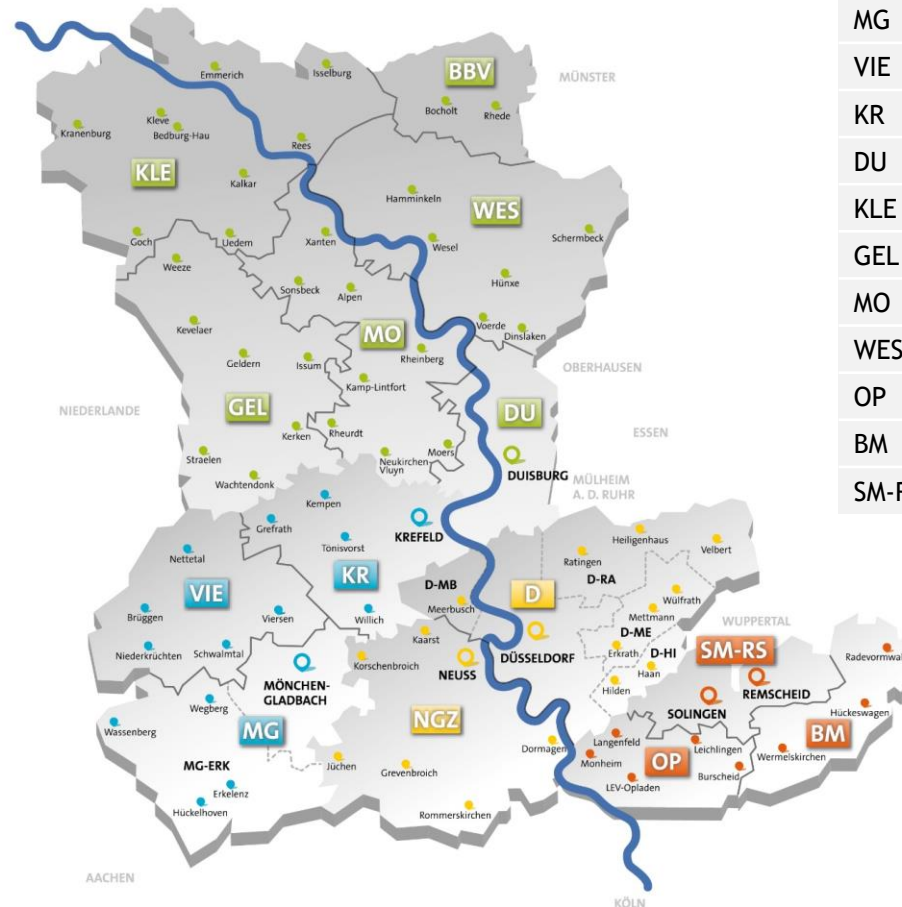 MG
VIE
KR
DU
KLE
GEL
MO
WES
OP
BM
Emmerich
Isselburg
BBV
MÜNSTER
Bocholt
Rhede
Kleve
Kranenburg
Bedburg-Hau
Rees
KLE
Kalkar
Hamminkeln
WES
Goch
Uedem
Xanten
Wesel
Schermbeck
Weeze
Sonsbeck
Alpen
Hünxe
Kevelaer
MO
Voerde
Dinslaken
Geldern
Issum
Rheinberg
OBERHAUSEN
Kamp-Lintfort
NIEDERLANDE
GEL
DU
ESSEN
Kerken
Rheurdt
Straelen
Moers
Neukirchen-
Vluyn
DUISBURG
Wachtendonk
MÜLHEIM
A. D. RUHR
Kempen
Grefrath
KREFELD
Tönisvorst
Nettetal
Heiligenhaus
Velbert
Ratingen
D-RA
VIE
KR
D-MB
D
Meerbusch
Wülfrath
Mettmann
Brüggen
Viersen
Willich
WUPPERTAL
Kaarst
D-ME
Niederkrüchten
Schwalmtal
Korschenbroich
NEUSS
DÜSSELDORF
Erkrath
D-HI
SM-RS
Haan
Hilden
MÖNCHEN-
GLADBACH
REMSCHEID
SOLINGEN
Wegberg
Wassenberg
MG
NGZ
Hückeswagen
MG-ERK
Jüchen
Grevenbroich
Dormagen
Langenfeld
Leichlingen
BM
Monheim
OP
Wermelskirchen
LEV-Opladen
Burscheid
Erkelenz
Hückelhoven
Rommerskirchen
AACHEN
KÖLN